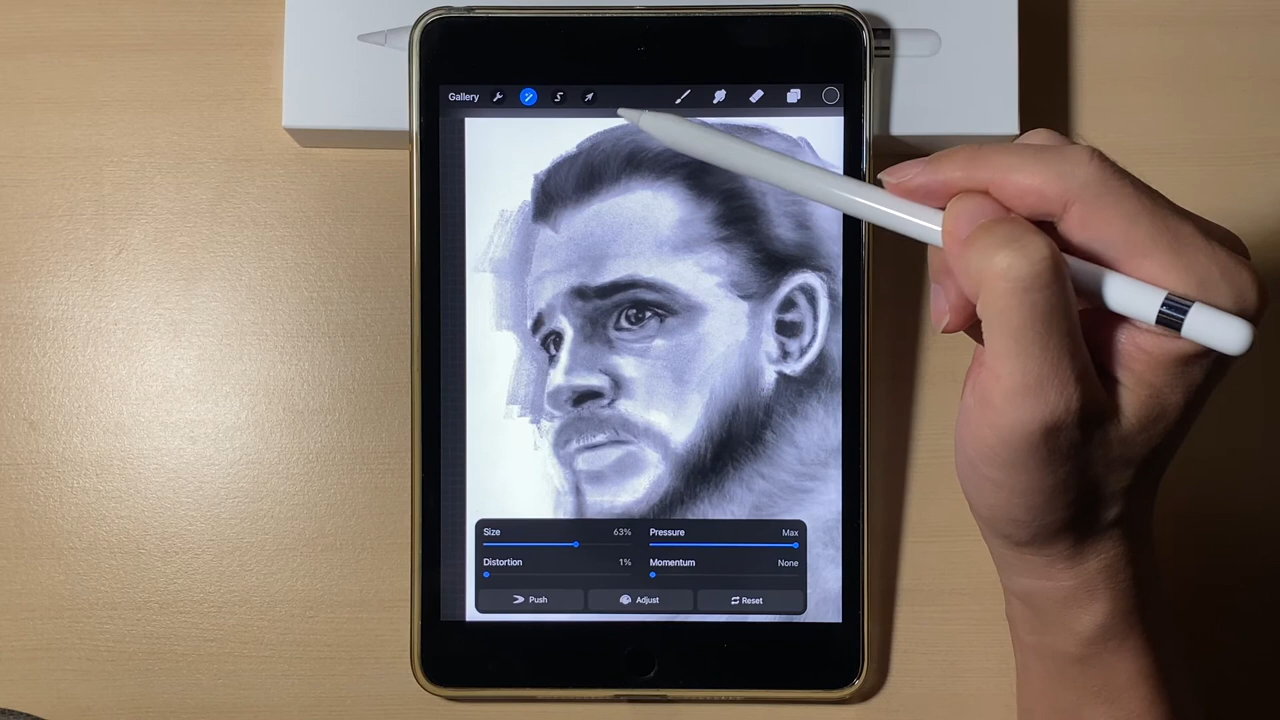 Gallery
Size 63% Pressure Max
Distortion 1% Momentum None
Push Adjust Reset